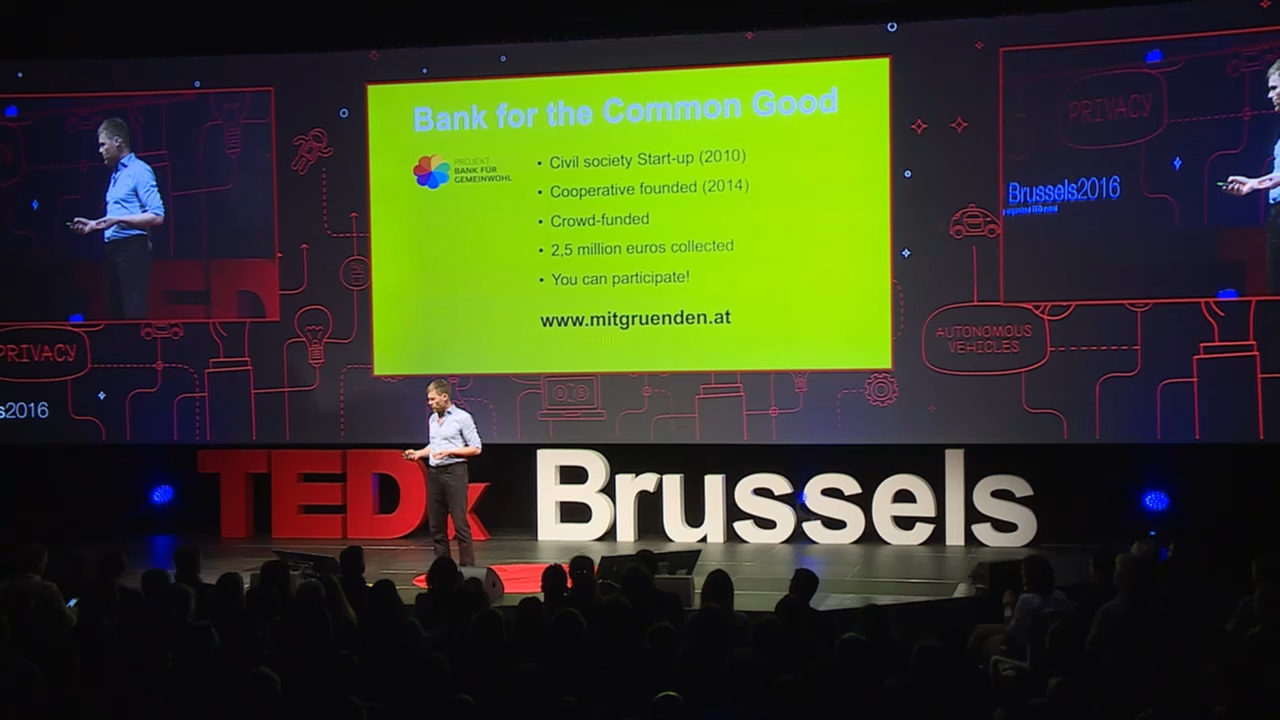 Bank for the Common Good
PROJEKT
BANK FÜR
GEMEINWOHL
• Civil society Start-up (2010)
• Cooperative founded (2014)
• Crowd-funded
• 2,5 million euros collected
• You can participate!
www.mitgruenden.at
PRIVACY
Brussels2016
TED
PRIVACY
s2016
AUTONOMOUS
VEHICLES
B S
TEDx Brussels